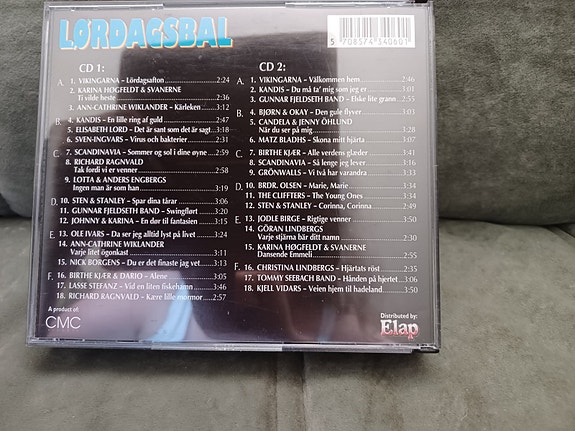 LØRDAGSBAL
5 708574 340601
CD 1:
A. 1. VIKINGARNA – Lördagsafton 2:24
2. KARINA HØGFELDT & SVANERNE
Ti vilde heste 2:36
3. ANN-CATHRINE WIKLANDER – Kärleken 3:12
B. 4. KANDIS – En lille ring af guld 2:47
5. ELISABETH LORD – Det är sant som det är sagt 3:18
6. SVEN-INGVARS – Virus och bakterier 2:31
C. 7. SCANDINAVIA – Sommer og sol i dine øyne 2:59
8. RICHARD RAGNVALD
Tak fordi vi er venner 2:58
9. LOTTA & ANDERS ENGBERGS
Ingen man är som han 3:19
D. 10. STEN & STANLEY – Spar dina tårar 3:06
11. GUNNAR FJELDSETH BAND – Swingflørt 3:20
12. JOHNNY & KARINA – En dør til fantasien 3:15
E. 13. OLE IVARS – Da ser jeg alltid lyst på livet 3:24
14. ANN-CATHRINE WIKLANDER
Varje litet ögonkast 3:11
15. NICK BORGENS – Du er det finaste jag vet 3:13
F. 16. BIRTHE KJÆR & DARIO – Alene 3:05
17. LASSE STEFANZ – Vid en liten fiskehamn 3:46
18. RICHARD RAGNVALD – Kære lille mormor 2:57
A product of:
CMC
CD 2:
A. 1. VIKINGARNA – Välkommen hem 2:46
2. KANDIS – Du må ta' mig som jeg er 3:01
3. GUNNAR FJELDSETH BAND – Elske lite grann 2:55
B. 4. BJØRN & OKAY – Den gule flyver 3:03
5. CANDELA & JENNY ÖHLUND
När du ser på mig 3:28
6. MATZ BLADHS – Skona mitt hjärta 3:07
C. 7. BIRTHE KJÆR – Alle verdens glæder 3:41
8. SCANDINAVIA – Så lenge jeg lever 3:16
9. GRÖNWALLS – Vi två har varandra 3:33
D. 10. BRDR. OLSEN – Marie, Marie 3:34
11. THE CLIFFTERS – The Young Ones 3:14
12. STEN & STANLEY – Corinna, Corinna 2:49
E. 13. JODLE BIRGE – Rigtige venner 3:50
14. GÖRAN LINDBERGS
Varje stjärna bär ditt namn 2:30
15. KARINA HØGFELDT & SVANERNE
Dansende Emmeli 2:55
F. 16. CHRISTINA LINDBERGS – Hjärtats röst 2:35
17. TOMMY SEEBACH BAND – Hånden på hjertet 3:06
18. KJELL VIDARS – Veien hjem til hadeland 3:50
Distributed by:
Elap